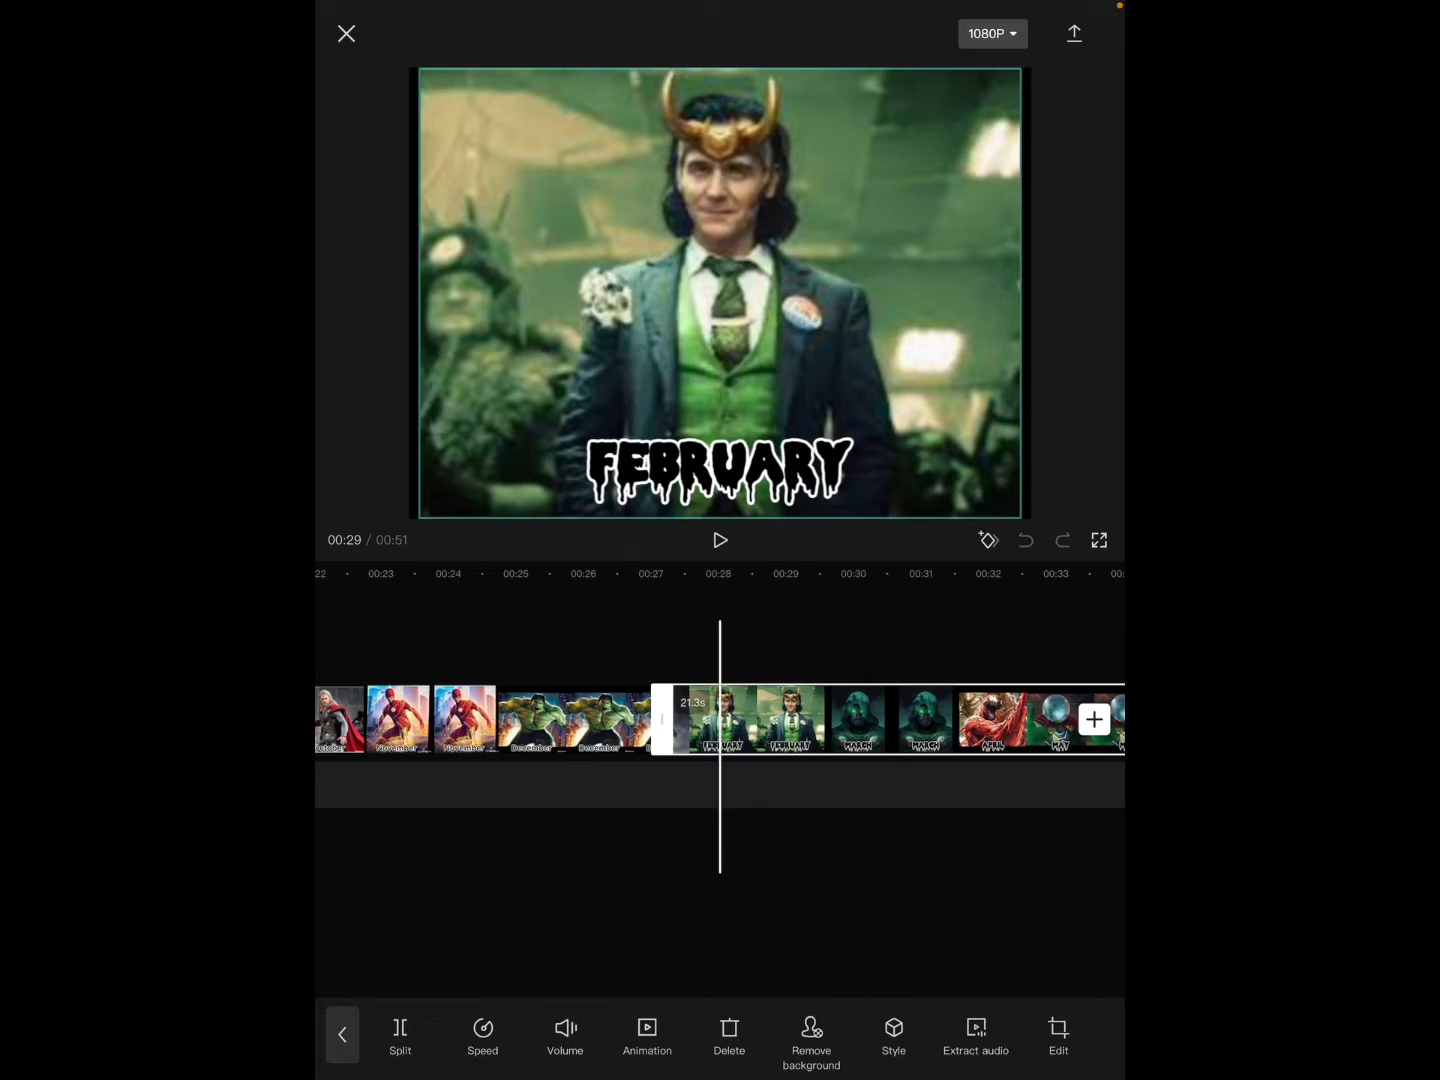 1080P
FEBRUARY
00:29 / 00:51
22 00:23 00:24 00:25 00:26 00:27 00:28 00:29 00:30 00:31 00:32 00:33
21.3s
October November November December December FEBRUARY FEBRUARY MARCH MARCH APRIL MAY
Split Speed Volume Animation Delete Remove background Style Extract audio Edit